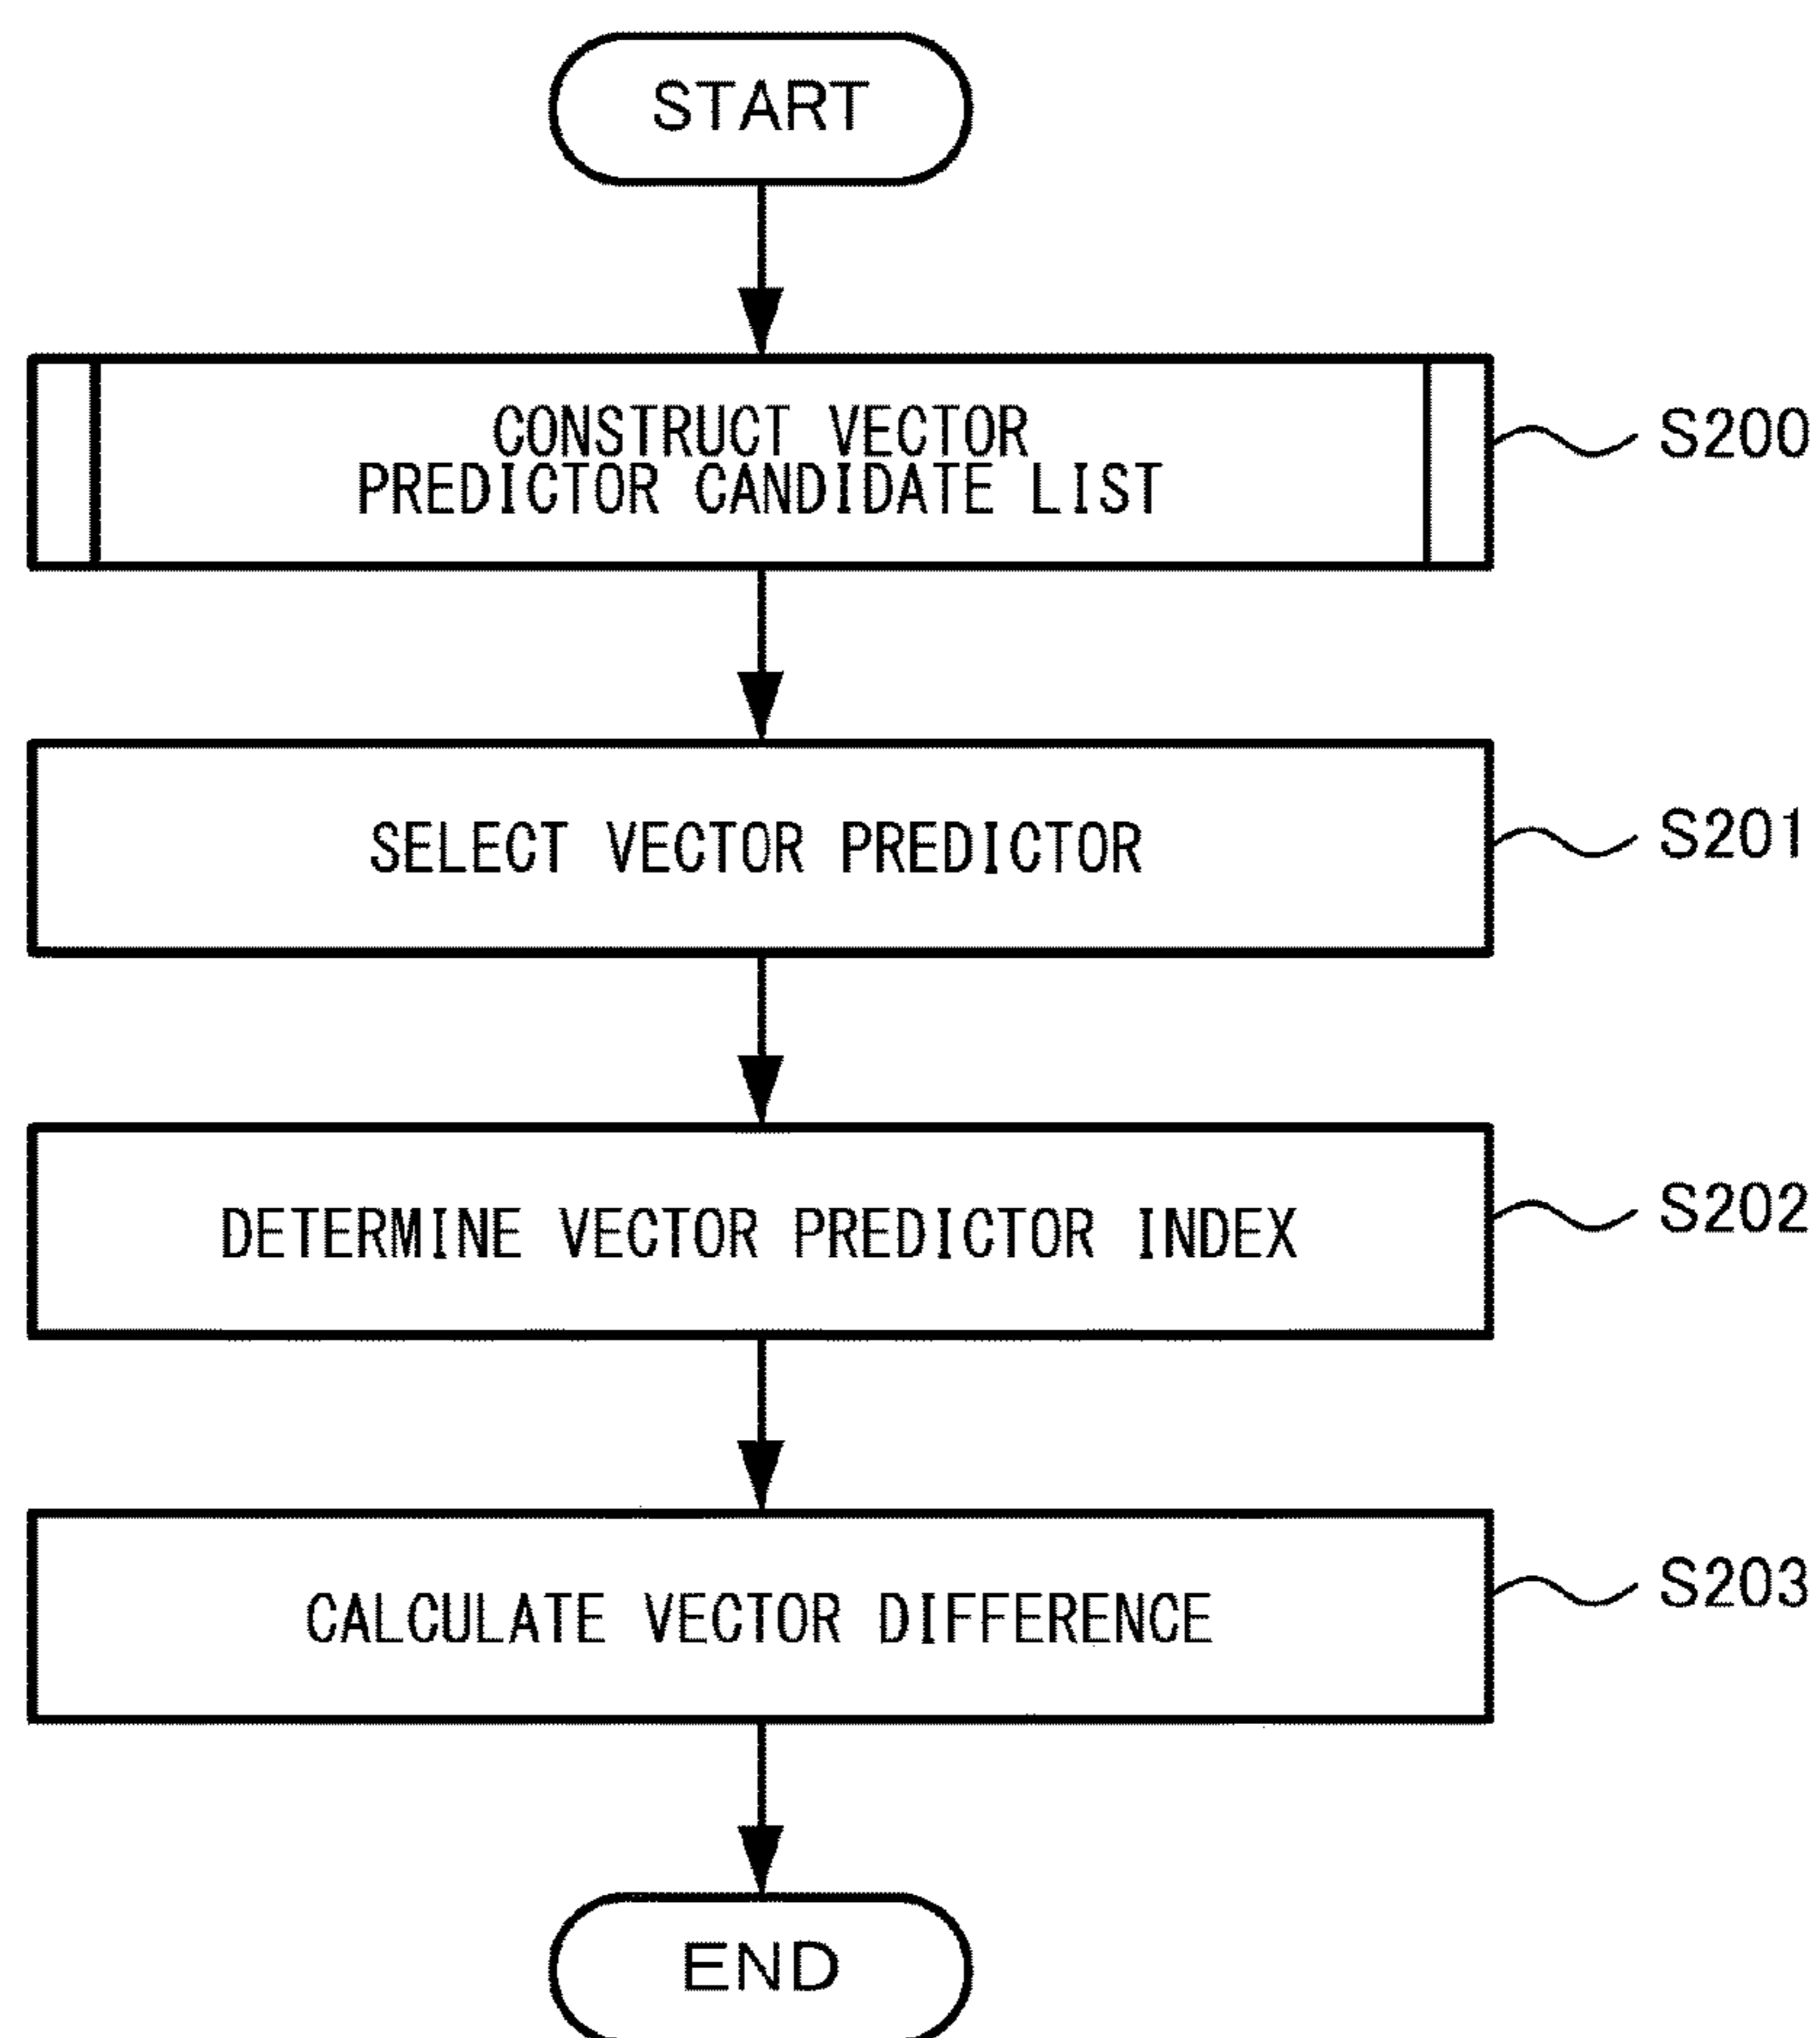 START
CONSTRUCT VECTOR
PREDICTOR CANDIDATE LIST
S200
SELECT VECTOR PREDICTOR
S201
DETERMINE VECTOR PREDICTOR INDEX
S202
CALCULATE VECTOR DIFFERENCE
S203
END